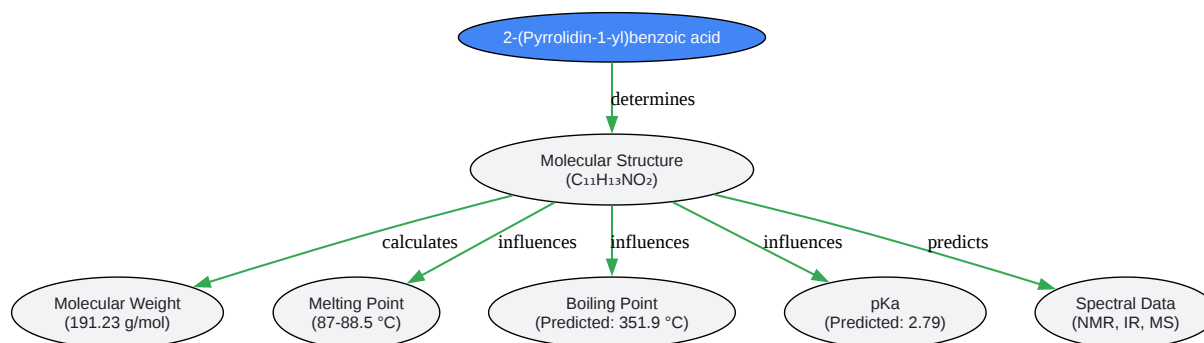 2-(Pyrrolidin-1-yl)benzoic acid
determines
Molecular Structure
(C₁₁H₁₃NO₂)
calculates
influences
influences
influences
predicts
Molecular Weight
(191.23 g/mol)
Melting Point
(87-88.5 °C)
Boiling Point
(Predicted: 351.9 °C)
pKa
(Predicted: 2.79)
Spectral Data
(NMR, IR, MS)